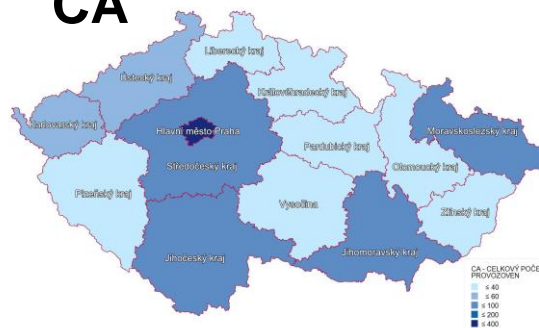 CA
Liberecký kraj
Ústecký kraj
Královéhradecký kraj
Karlovarský kraj
Hlavní město Praha
Moravskoslezský kraj
Pardubický kraj
Středočeský kraj
Olomoucký kraj
Plzeňský kraj
Vysočina
Zlínský kraj
Jihočeský kraj
Jihomoravský kraj
CA - CELKOVÝ POČE
PROVOZOVEN
≤ 40
≤ 60
≤ 100
≤ 200
≤ 400